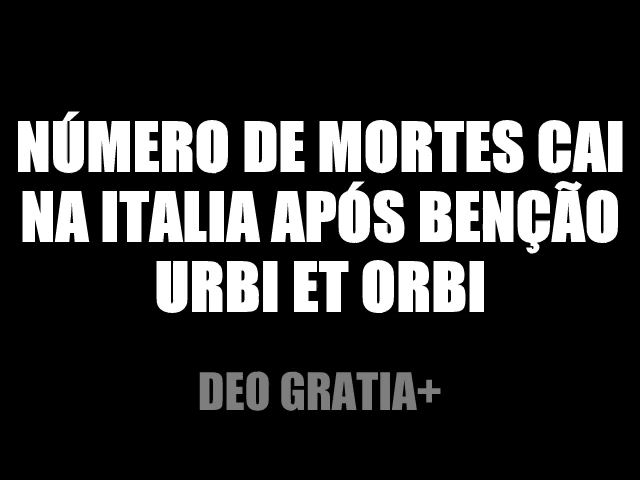 NÚMERO DE MORTES CAI
NA ITALIA APÓS BENÇÃO
URBI ET ORBI
DEO GRATIA+